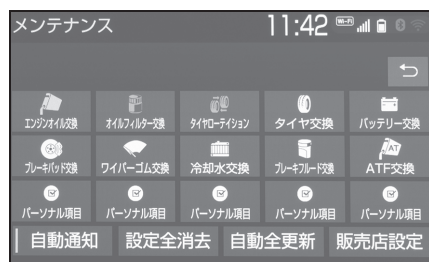 メンテナンス 11:42 Wi-Fi
エンジンオイル交換 オイルフィルター交換 タイヤローテイション タイヤ交換 バッテリー交換
ブレーキパッド交換 ワイパーゴム交換 冷却水交換 ブレーキフルード交換 AT ATF交換
パーソナル項目 パーソナル項目 パーソナル項目 パーソナル項目 パーソナル項目
自動通知 設定全消去 自動全更新 販売店設定